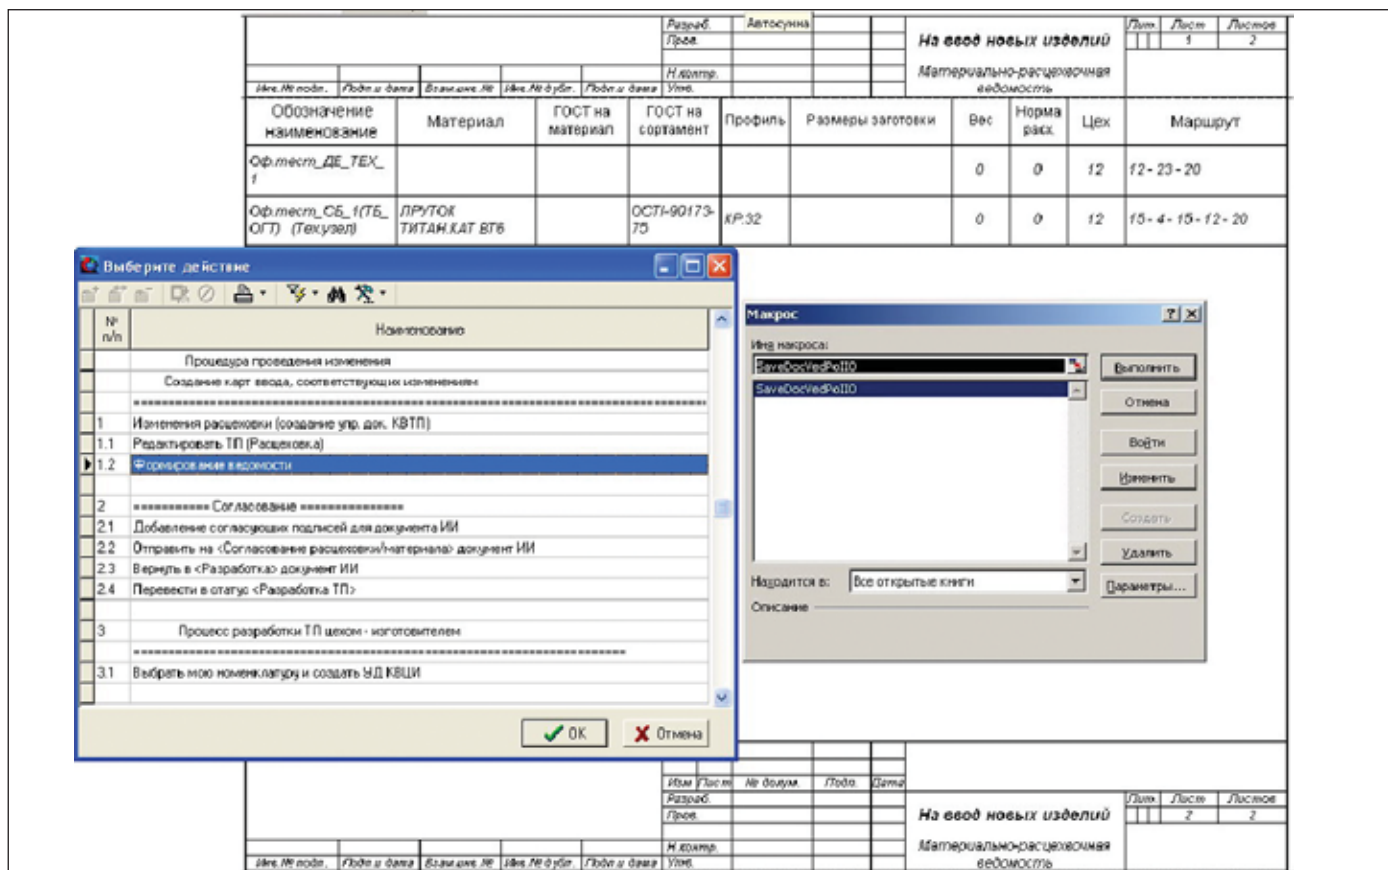 Разраб.
Автосумма
Лит. Лист Листов
Пров.
На ввод новых изделий
1 2
Н.контр.
Материально-расцеховочная
Инв.№ подл. Подп.и дата Взам.инв.№ Инв.№ дубл. Подп.и дата Утв.
ведомость
Обозначение наименование
Материал
ГОСТ на материал
ГОСТ на сортамент
Профиль
Размеры заготовки
Вес
Норма расх.
Цех
Маршрут
Оф.тест_ДЕ_ТЕХ_
1
0 0 12 12-23-20
Оф.тест_СБ_1(ТБ_
ОГТ) (Тех.узел)
ПРУТОК
ТИТАН.КАТ ВТ6
ОСТ1-90173-
75
КР.32
0 0 12 15-4-15-12-20
Выберите действие
№ п/п
Наименование
Процедура проведения изменения
Создание карт ввода, соответствующих изменениям
1 Изменения расцеховки (создание упр. док. КВТП)
1.1 Редактировать ТП (Расцеховка)
1.2 Формирование ведомости
2 =========== Согласование ===============
2.1 Добавление согласующих подписей для документа ИИ
2.2 Отправить на <Согласование расцеховки/материала> документ ИИ
2.3 Вернуть в <Разработка> документ ИИ
2.4 Перевести в статус <Разработка ТП>
3 Процесс разработки ТП цехом - изготовителем
3.1 Выбрать мою номенклатуру и создать УД КВЦИ
OK Отмена
Макрос
Имя макроса:
SaveDocVedPoIIO
SaveDocVedPoIIO
Выполнить
Отмена
Войти
Изменить
Создать
Удалить
Параметры...
Находится в: Все открытые книги
Описание
Изм Лист № докум. Подп. Дата
Разраб.
Лит. Лист Листов
Пров.
На ввод новых изделий
2 2
Н.контр.
Материально-расцеховочная
Инв.№ подл. Подп.и дата Взам.инв.№ Инв.№ дубл. Подп.и дата Утв.
ведомость